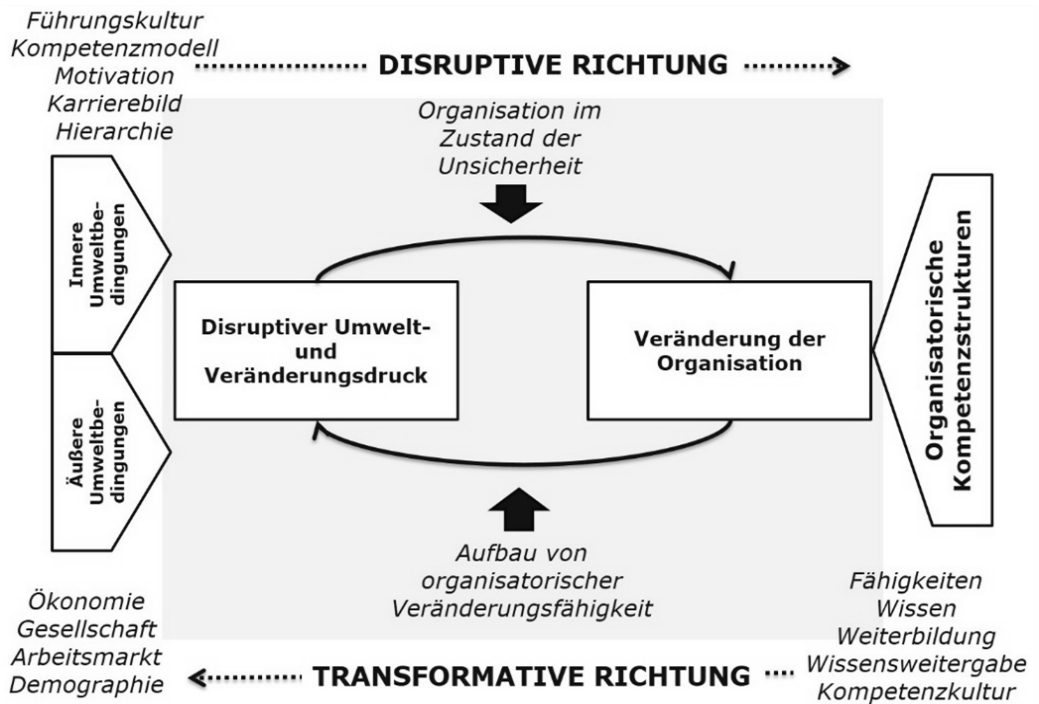 Führungskultur
Kompetenzmodell
Motivation
Karrierebild
Hierarchie
DISRUPTIVE RICHTUNG
Organisation im
Zustand der
Unsicherheit
Innere
Umweltbe-
dingungen
Äußere
Umweltbe-
dingungen
Disruptiver Umwelt-
und
Veränderungsdruck
Veränderung der
Organisation
Organisatorische
Kompetenzstrukturen
Aufbau von
organisatorischer
Veränderungsfähigkeit
Ökonomie
Gesellschaft
Arbeitsmarkt
Demographie
TRANSFORMATIVE RICHTUNG
Fähigkeiten
Wissen
Weiterbildung
Wissensweitergabe
Kompetenzkultur